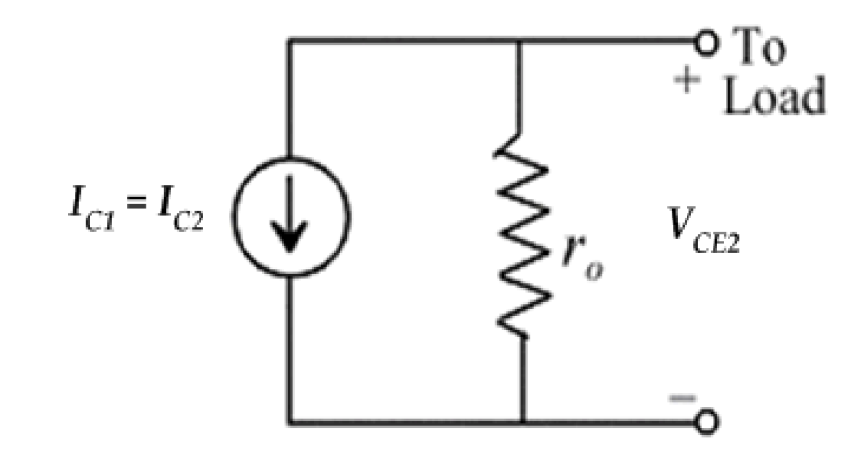 To
+ Load
I_C1 = I_C2
r_o
V_CE2
−